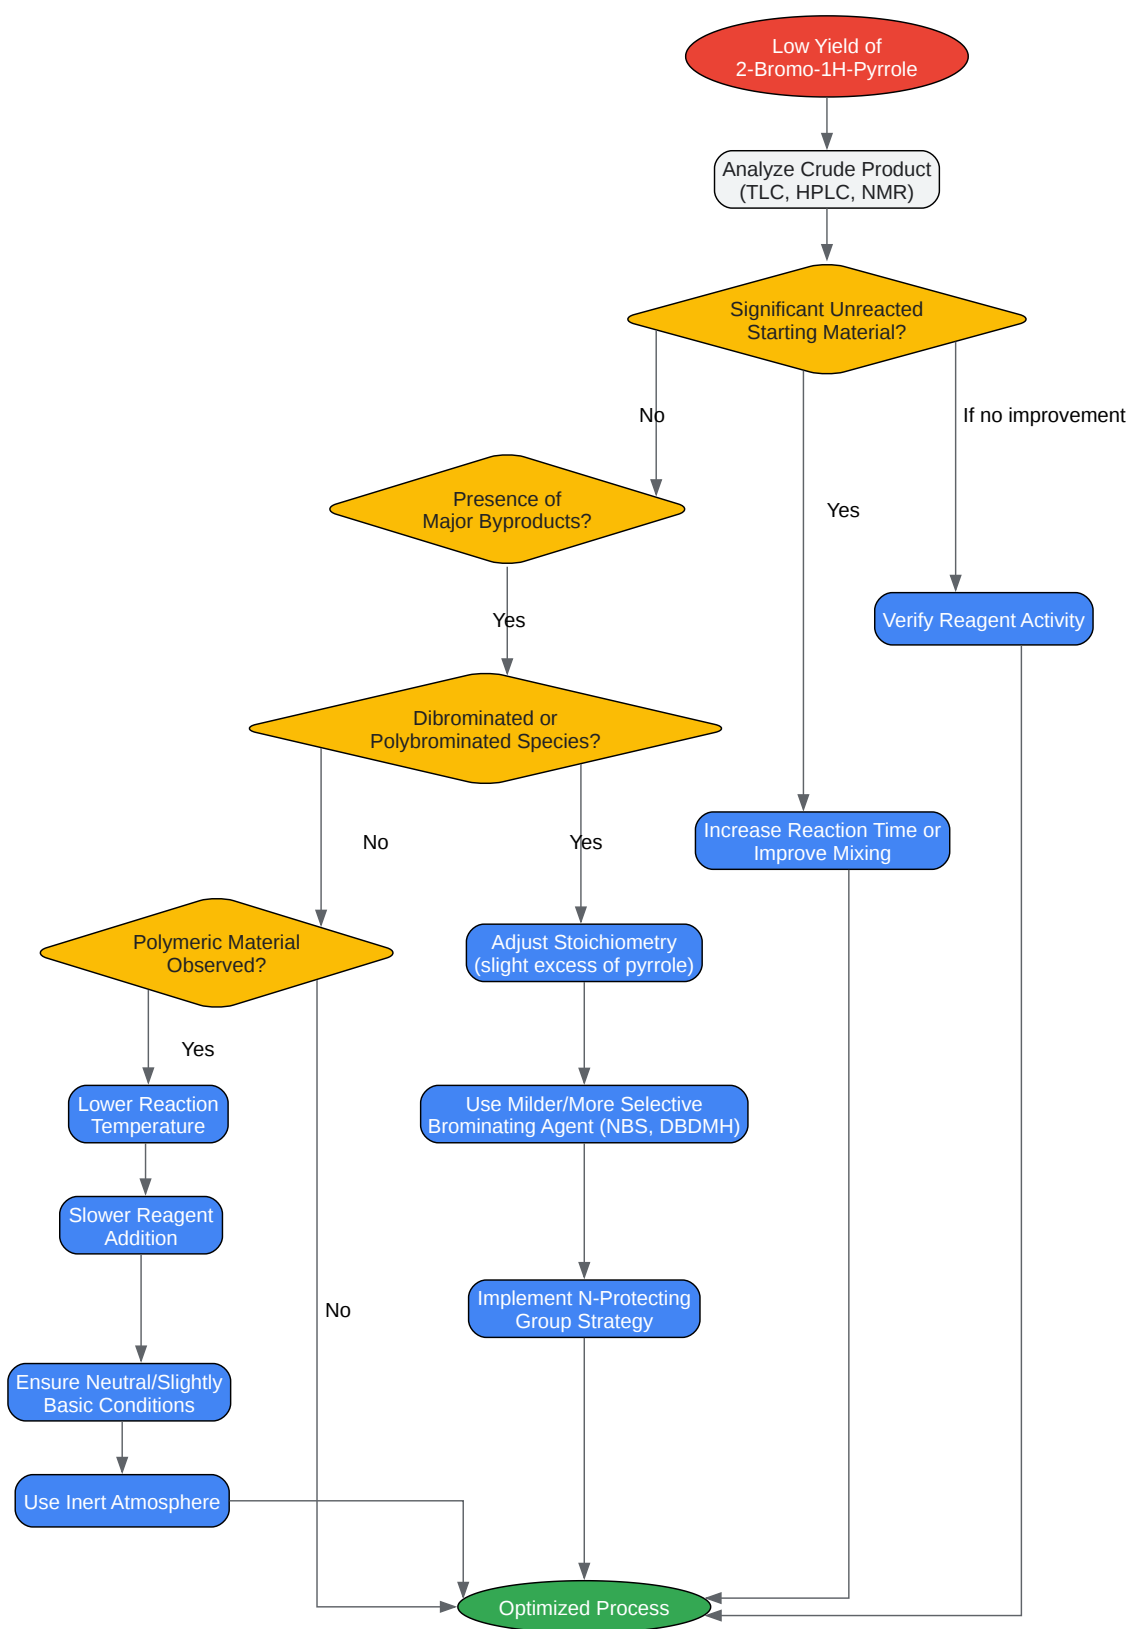 Low Yield of
2-Bromo-1H-Pyrrole
Analyze Crude Product
(TLC, HPLC, NMR)
Significant Unreacted
Starting Material?
No
If no improvement
Yes
Presence of
Major Byproducts?
Verify Reagent Activity
Yes
Dibrominated or
Polybrominated Species?
No
Yes
Increase Reaction Time or
Improve Mixing
Polymeric Material
Observed?
Adjust Stoichiometry
(slight excess of pyrrole)
Yes
Lower Reaction
Temperature
Use Milder/More Selective
Brominating Agent (NBS, DBDMH)
Slower Reagent
Addition
No
Implement N-Protecting
Group Strategy
Ensure Neutral/Slightly
Basic Conditions
Use Inert Atmosphere
Optimized Process